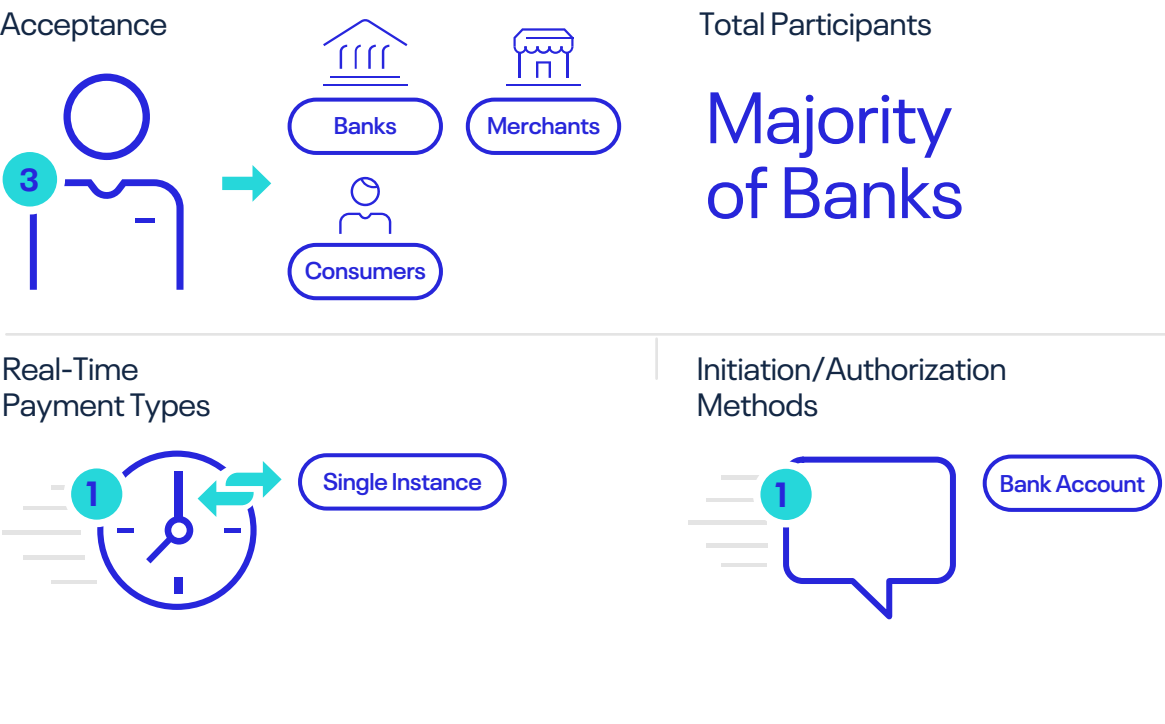 Acceptance
Banks
Merchants
3
Consumers
Total Participants
Majority
of Banks
Real-Time
Payment Types
1
Single Instance
Initiation/Authorization
Methods
1
Bank Account